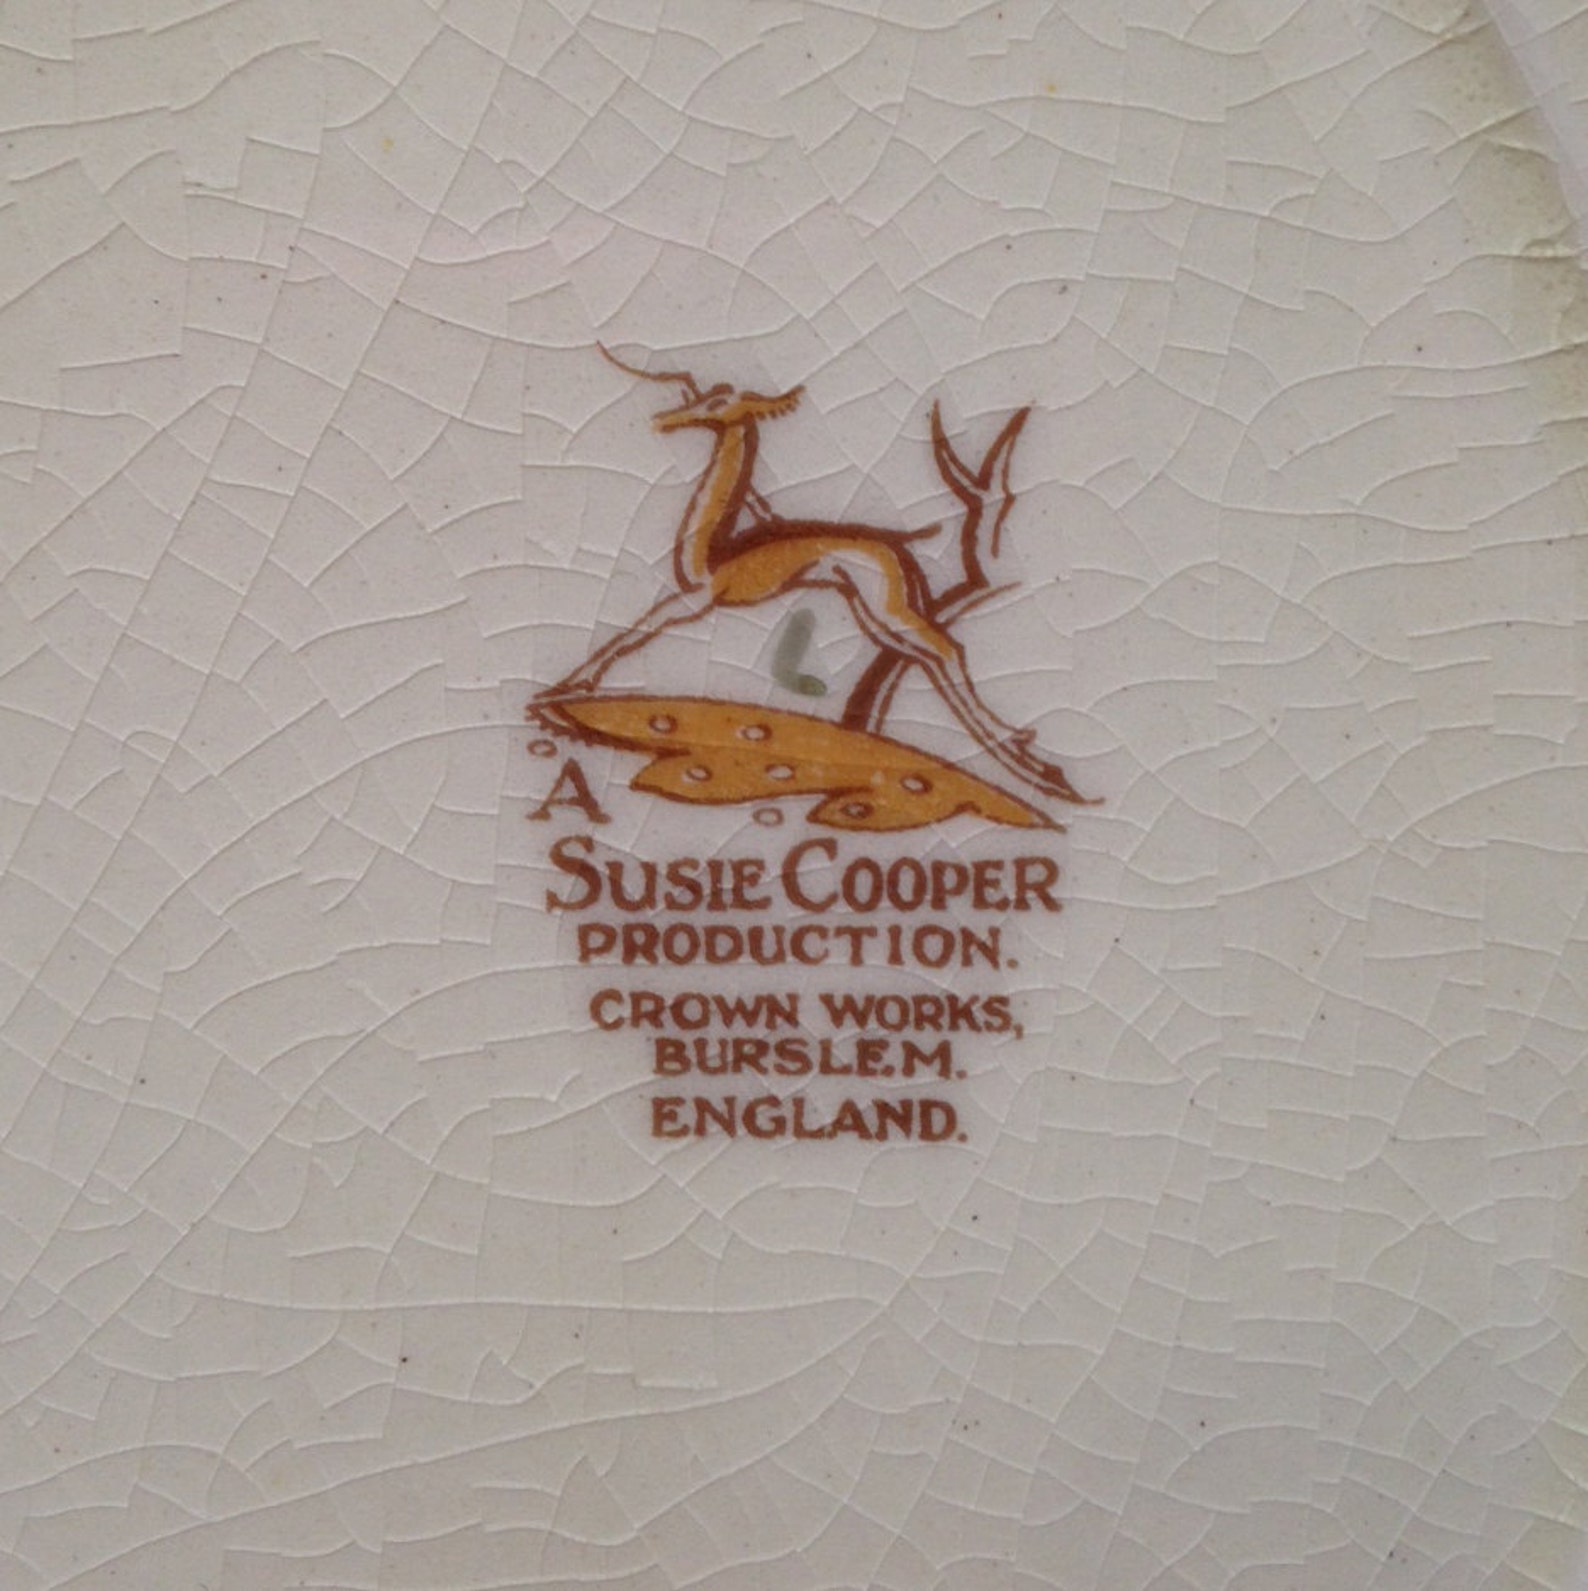 L
A
SUSIE COOPER
PRODUCTION.
CROWN WORKS,
BURSLEM.
ENGLAND.